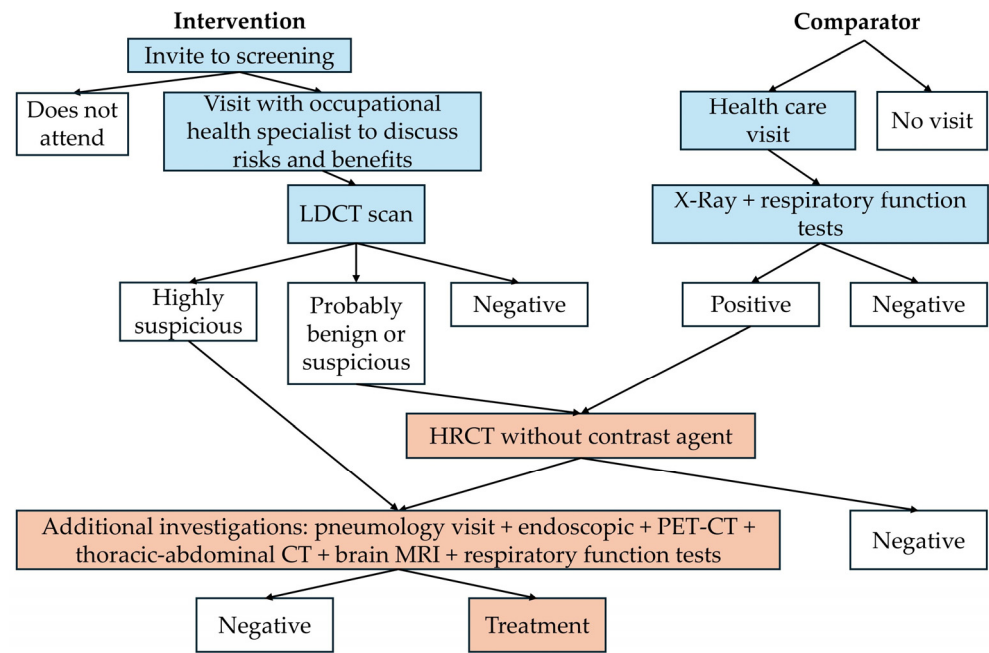 Intervention
Comparator
Invite to screening
Does not
attend
Visit with occupational
health specialist to discuss
risks and benefits
Health care
visit
No visit
LDCT scan
X-Ray + respiratory function
tests
Highly
suspicious
Probably
benign or
suspicious
Negative
Positive
Negative
HRCT without contrast agent
Additional investigations: pneumology visit + endoscopic + PET-CT +
thoracic-abdominal CT + brain MRI + respiratory function tests
Negative
Negative
Treatment